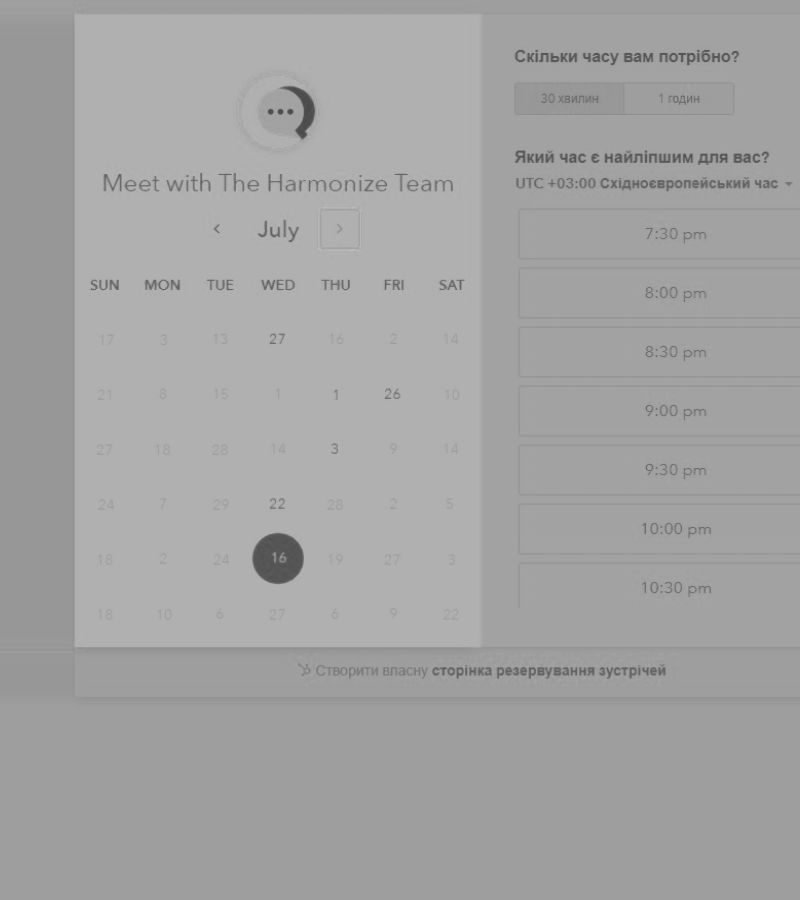 Meet with The Harmonize Team
July
SUN MON TUE WED THU FRI SAT
17 3 13 27 16 2 14
21 8 15 1 1 26 10
27 18 28 14 3 9 14
24 7 29 22 28 2 5
18 2 24 16 19 27 3
18 10 6 27 6 9 22
Скільки часу вам потрібно?
30 хвилин 1 годин
Який час є найліпшим для вас?
UTC +03:00 Східноєвропейський час
7:30 pm
8:00 pm
8:30 pm
9:00 pm
9:30 pm
10:00 pm
10:30 pm
Створити власну сторінка резервування зустрічей